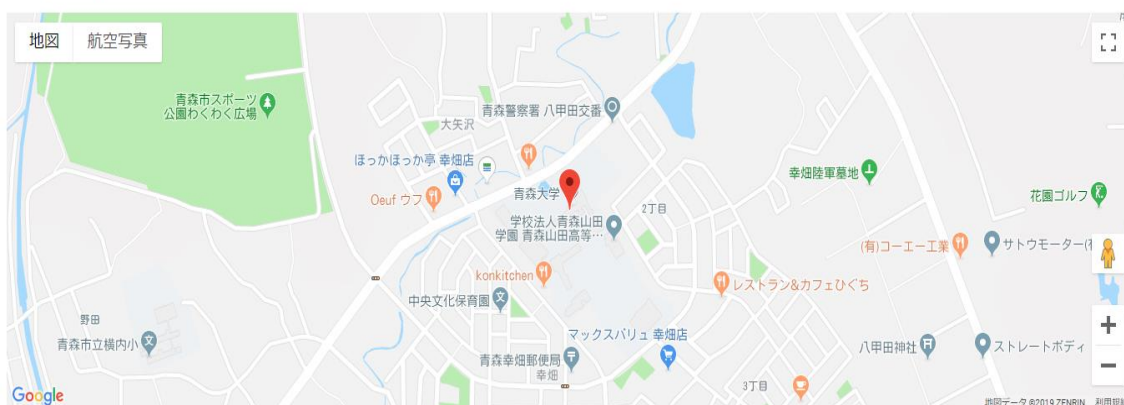 地図 航空写真
青森市スポーツ
公園わくわく広場
青森警察署 八甲田交番
大矢沢
ほっかほっか亭 幸畑店
Oeuf ウフ
青森大学
2丁目
幸畑陸軍墓地
花園ゴルフ
学校法人青森山田
学園 青森山田高等…
(有)コーエー工業
サトウモーター(有
konkitchen
レストラン&カフェひぐち
中央文化保育園
野田
青森市立横内小
マックスバリュ 幸畑店
八甲田神社
ストレートボディ
青森幸畑郵便局
幸畑
3丁目
Google
地図データ ©2019 ZENRIN 利用規約